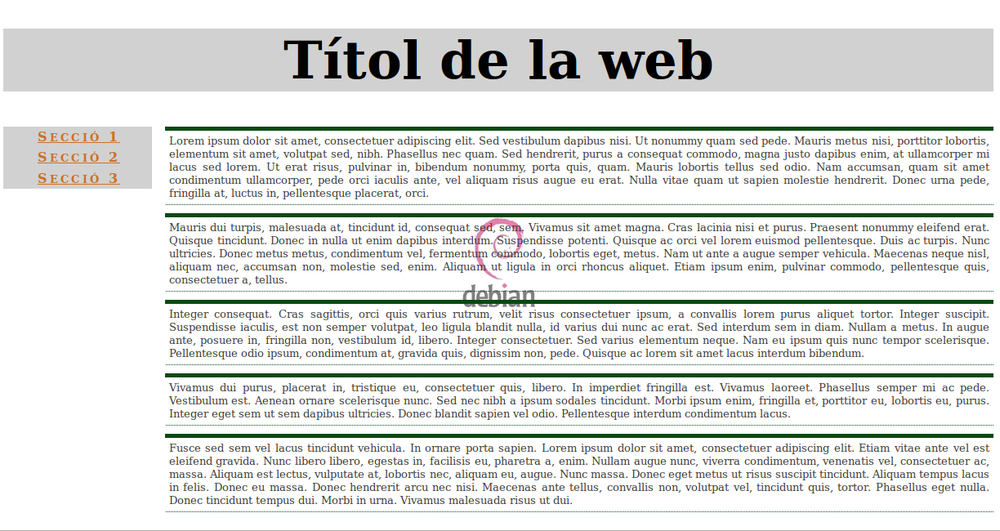 Títol de la web
Secció 1
Secció 2
Secció 3
Lorem ipsum dolor sit amet, consectetuer adipiscing elit. Sed vestibulum dapibus nisi. Ut nonummy quam sed pede. Mauris metus nisi, porttitor lobortis,
elementum sit amet, volutpat sed, nibh. Phasellus nec quam. Sed hendrerit, purus a consequat commodo, magna justo dapibus enim, at ullamcorper mi
lacus sed lorem. Ut erat risus, pulvinar in, bibendum nonummy, porta quis, quam. Mauris lobortis tellus sed odio. Nam accumsan, quam sit amet
condimentum ullamcorper, pede orci iaculis ante, vel aliquam risus augue eu erat. Nulla vitae quam ut sapien molestie hendrerit. Donec urna pede,
fringilla at, luctus in, pellentesque placerat, orci.
Mauris dui turpis, malesuada at, tincidunt id, consequat sed, sem. Vivamus sit amet magna. Cras lacinia nisi et purus. Praesent nonummy eleifend erat.
Quisque tincidunt. Donec in nulla ut enim dapibus interdum. Suspendisse potenti. Quisque ac orci vel lorem euismod pellentesque. Duis ac turpis. Nunc
ultricies. Donec metus metus, condimentum vel, fermentum commodo, lobortis eget, metus. Nam ut ante a augue semper vehicula. Maecenas neque nisl,
aliquam nec, accumsan non, molestie sed, enim. Aliquam ut ligula in orci rhoncus aliquet. Etiam ipsum enim, pulvinar commodo, pellentesque quis,
consectetuer a, tellus.
debian
Integer consequat. Cras sagittis, orci quis varius rutrum, velit risus consectetuer ipsum, a convallis lorem purus aliquet tortor. Integer suscipit.
Suspendisse iaculis, est non semper volutpat, leo ligula blandit nulla, id varius dui nunc ac erat. Sed interdum sem in diam. Nullam a metus. In augue
ante, posuere in, fringilla non, vestibulum id, libero. Integer consectetuer. Sed varius elementum neque. Nam eu ipsum quis nunc tempor scelerisque.
Pellentesque odio ipsum, condimentum at, gravida quis, dignissim non, pede. Quisque ac lorem sit amet lacus interdum bibendum.
Vivamus dui purus, placerat in, tristique eu, consectetuer quis, libero. In imperdiet fringilla est. Vivamus laoreet. Phasellus semper mi ac pede.
Vestibulum est. Aenean ornare scelerisque nunc. Sed nec nibh a ipsum sodales tincidunt. Morbi ipsum enim, fringilla et, porttitor eu, lobortis eu, purus.
Integer eget sem ut sem dapibus ultricies. Donec blandit sapien vel odio. Pellentesque interdum condimentum lacus.
Fusce sed sem vel lacus tincidunt vehicula. In ornare porta sapien. Lorem ipsum dolor sit amet, consectetuer adipiscing elit. Etiam vitae ante vel est
eleifend gravida. Nunc libero libero, egestas in, facilisis eu, pharetra a, enim. Nullam augue nunc, viverra condimentum, venenatis vel, consectetuer ac,
massa. Aliquam est lectus, vulputate at, lobortis nec, aliquam eu, augue. Nunc massa. Donec eget metus ut risus suscipit tincidunt. Aliquam tempus lacus
in felis. Donec eu massa. Donec hendrerit arcu nec nisi. Maecenas ante tellus, convallis non, volutpat vel, tincidunt quis, tortor. Phasellus eget nulla.
Donec tincidunt tempus dui. Morbi in urna. Vivamus malesuada risus ut dui.